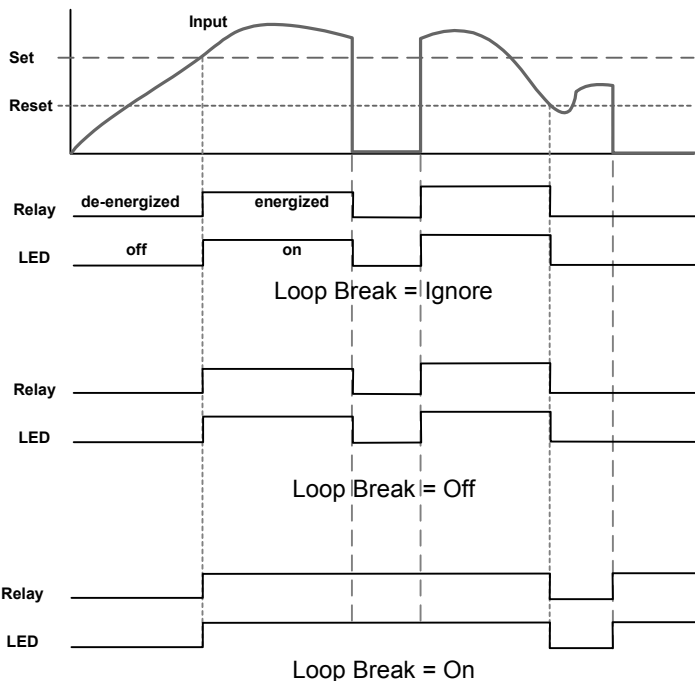 Input
Set
Reset
Relay de-energized energized
LED off on
Loop Break = Ignore
Relay
LED
Loop Break = Off
Relay
LED
Loop Break = On